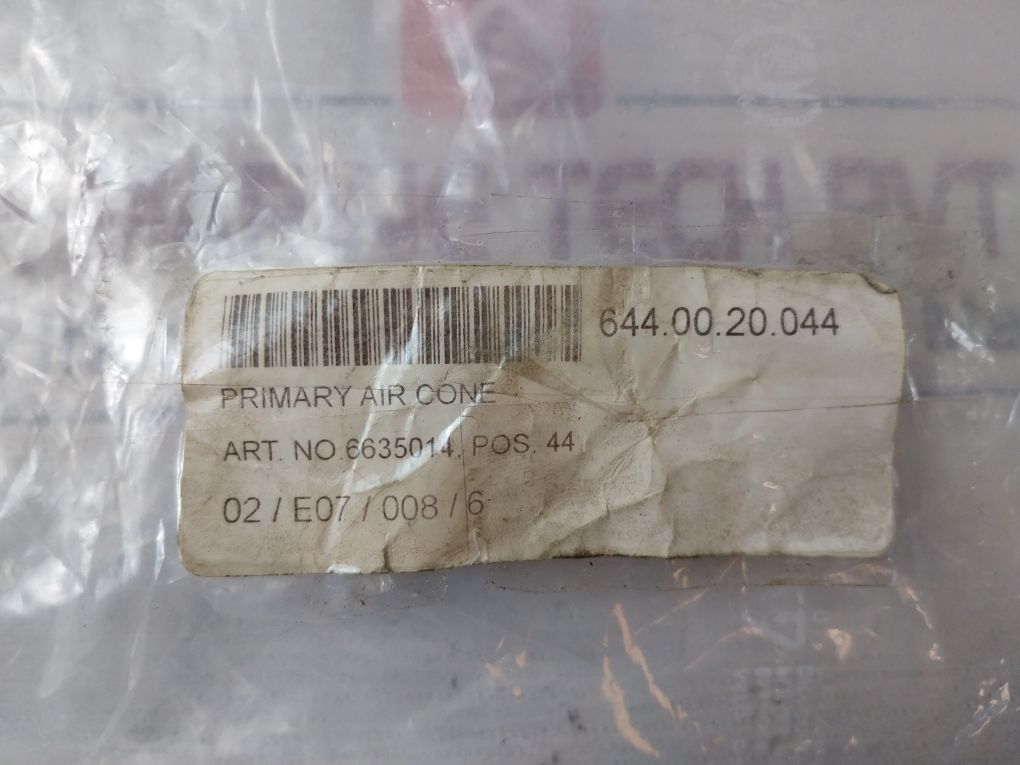 644.00.20.044
PRIMARY AIR CONE
ART. NO.6635014, POS. 44
02 / E07 / 008 / 6